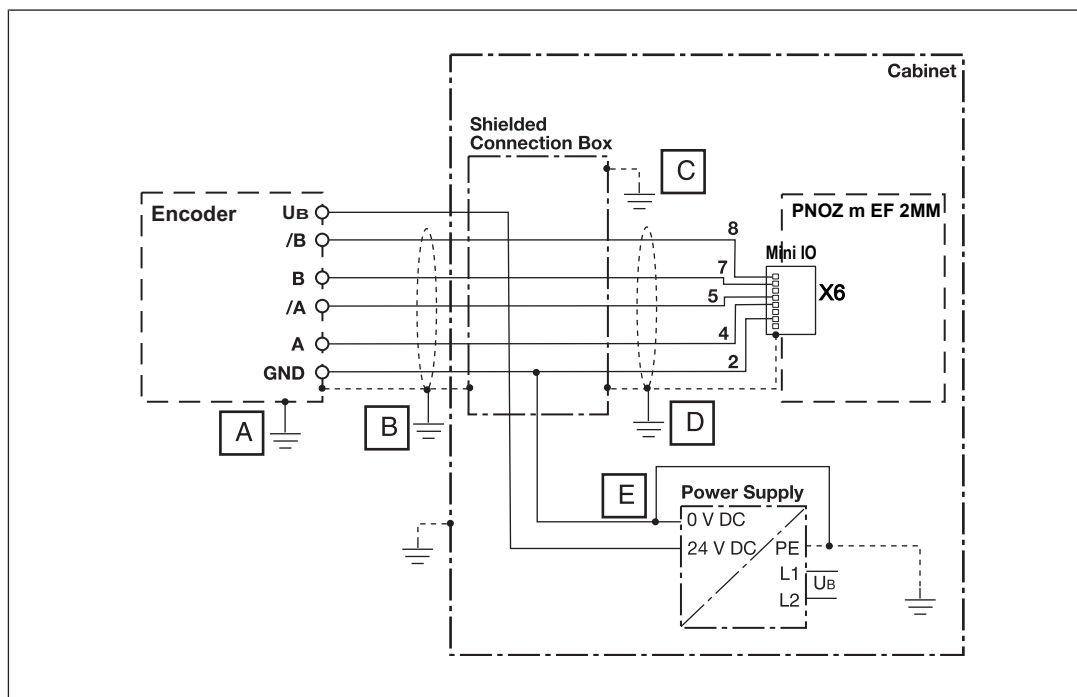 Cabinet
Shielded
Connection Box
C
Encoder
UB
PNOZ m EF 2MM
/B
8
Mini IO
B
7
X6
/A
5
A
4
GND
2
A
B
D
E
Power Supply
0 V DC
24 V DC
PE
L1
UB
L2